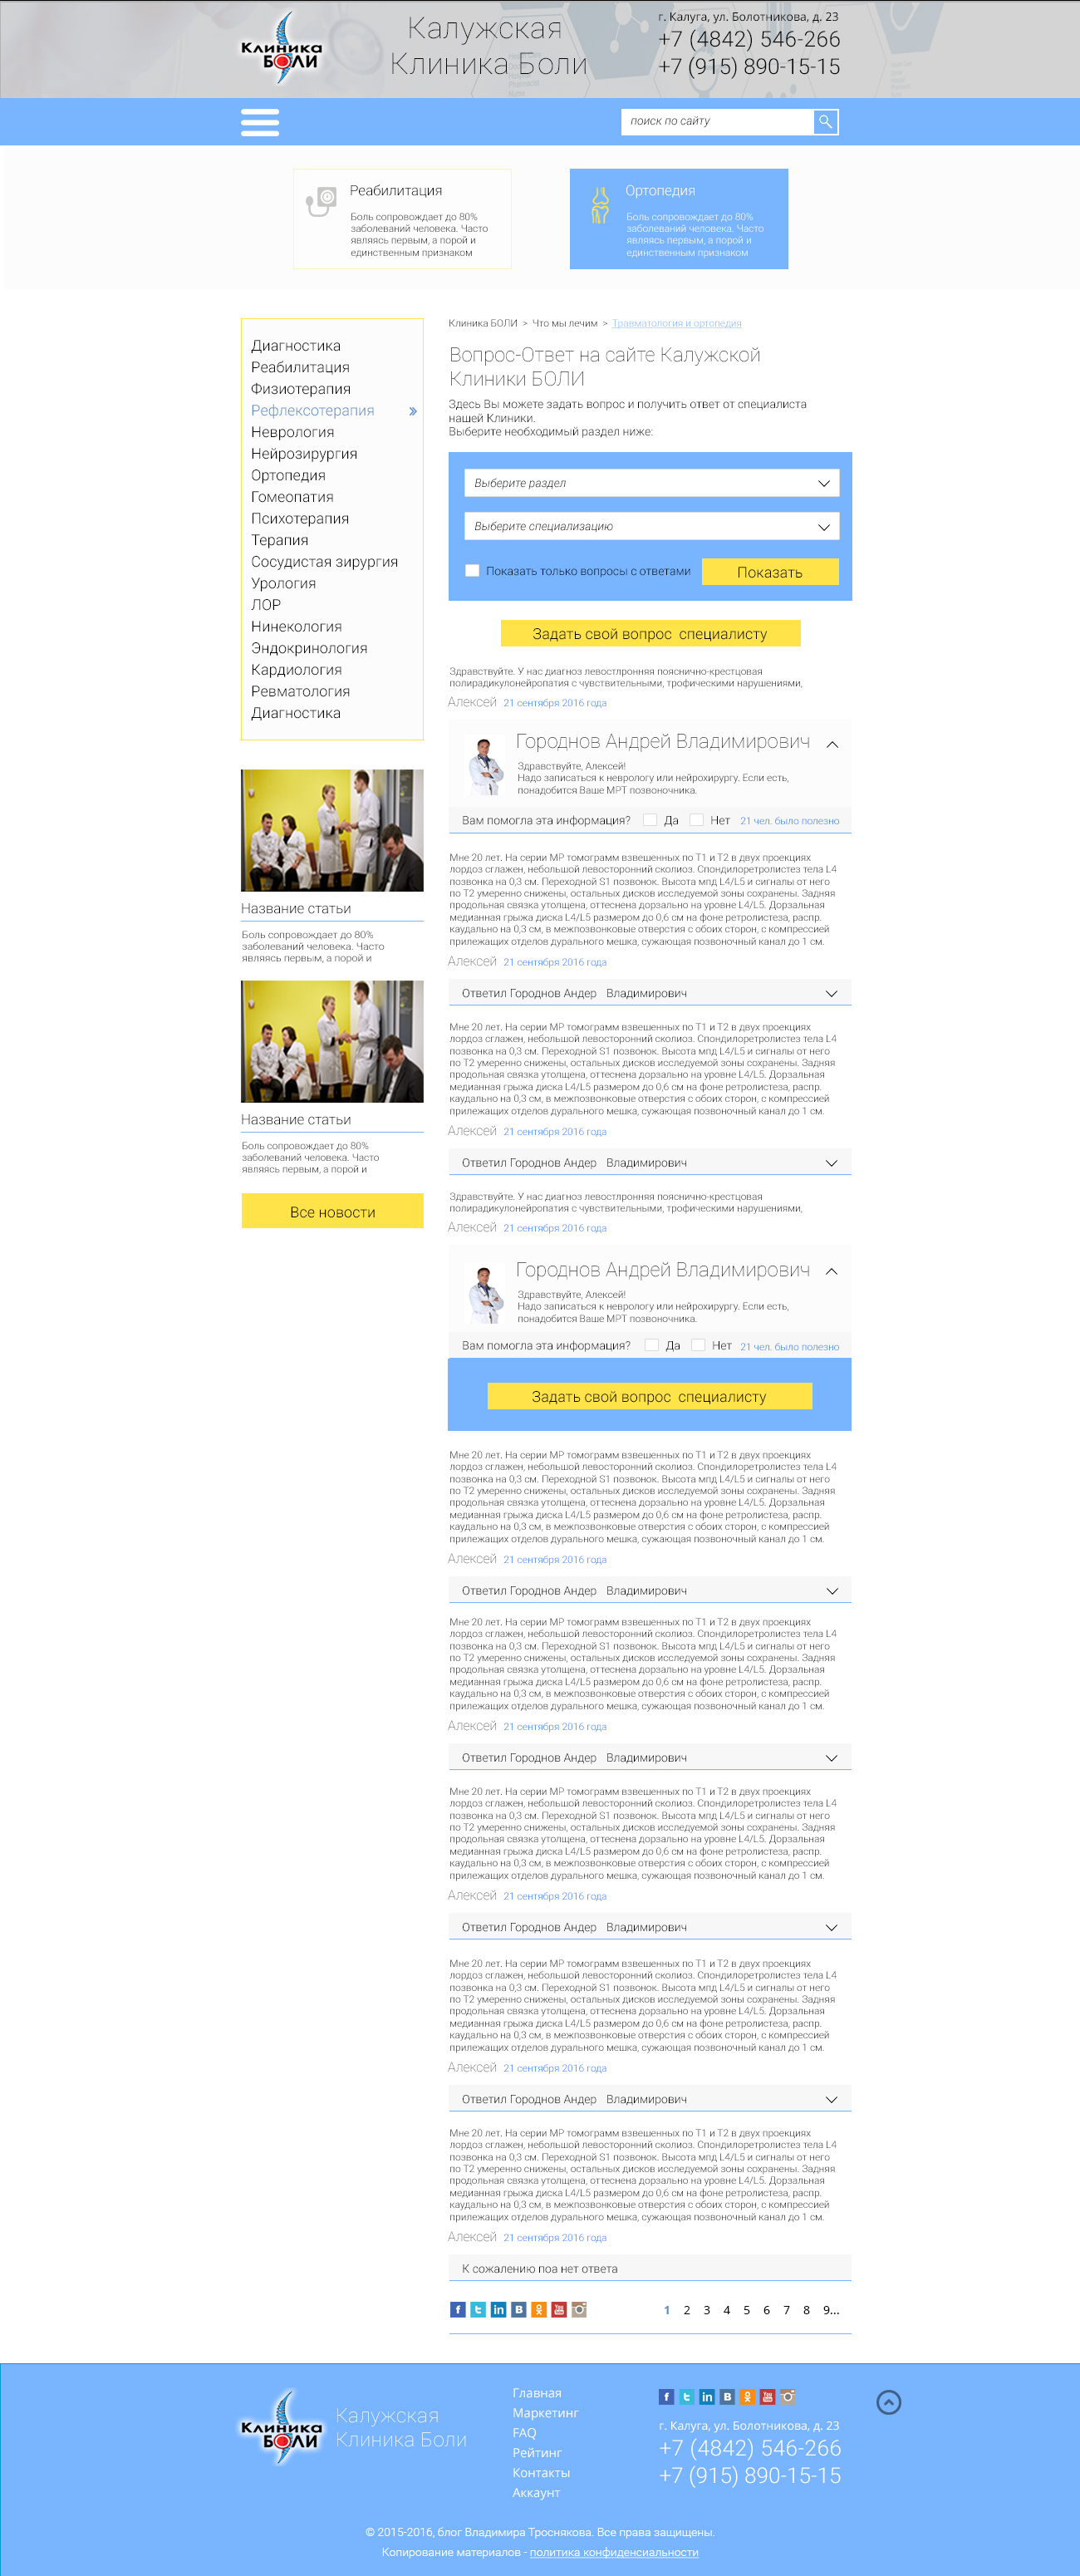 Клиника
БОЛИ
Калужская
Клиника Боли
г. Калуга, ул. Болотникова, д. 23
+7 (4842) 546-266
+7 (915) 890-15-15
поиск по сайту
Реабилитация
Боль сопровождает до 80%
заболеваний человека. Часто
являясь первым, а порой и
единственным признаком
Ортопедия
Боль сопровождает до 80%
заболеваний человека. Часто
являясь первым, а порой и
единственным признаком
Диагностика
Реабилитация
Физиотерапия
Рефлексотерапия
Неврология
Нейрозирургия
Ортопедия
Гомеопатия
Психотерапия
Терапия
Сосудистая зирургия
Урология
ЛОР
Нинекология
Эндокринология
Кардиология
Ревматология
Диагностика
Название статьи
Боль сопровождает до 80%
заболеваний человека. Часто
являясь первым, а порой и
Название статьи
Боль сопровождает до 80%
заболеваний человека. Часто
являясь первым, а порой и
Все новости
Клиника БОЛИ > Что мы лечим > Травматология и ортопедия
Вопрос-Ответ на сайте Калужской
Клиники БОЛИ
Здесь Вы можете задать вопрос и получить ответ от специалиста
нашей Клиники.
Выберите необходимый раздел ниже:
Выберите раздел
Выберите специализацию
Показать только вопросы с ответами
Показать
Задать свой вопрос специалисту
Здравствуйте. У нас диагноз левостлронняя пояснично-крестцовая
полирадикулонейропатия с чувствительными, трофическими нарушениями,
Алексей 21 сентября 2016 года
Городнов Андрей Владимирович
Здравствуйте, Алексей!
Надо записаться к неврологу или нейрохирургу. Если есть,
понадобится Ваше МРТ позвоночника.
Вам помогла эта информация? Да Нет 21 чел. было полезно
Мне 20 лет. На серии МР томограмм взвешенных по Т1 и Т2 в двух проекциях
лордоз сглажен, небольшой левосторонний сколиоз. Спондилоретролистез тела L4
позвонка на 0,3 см. Переходной S1 позвонок. Высота мпд L4/L5 и сигналы от него
по Т2 умеренно снижены, остальных дисков исследуемой зоны сохранены. Задняя
продольная связка утолщена, оттеснена дорзально на уровне L4/L5. Дорзальная
медианная грыжа диска L4/L5 размером до 0,6 см на фоне ретролистеза, распр.
каудально на 0,3 см, в межпозвонковые отверстия с обоих сторон, с компрессией
прилежащих отделов дурального мешка, сужающая позвоночный канал до 1 см.
Алексей 21 сентября 2016 года
Ответил Городнов Андер Владимирович
Мне 20 лет. На серии МР томограмм взвешенных по Т1 и Т2 в двух проекциях
лордоз сглажен, небольшой левосторонний сколиоз. Спондилоретролистез тела L4
позвонка на 0,3 см. Переходной S1 позвонок. Высота мпд L4/L5 и сигналы от него
по Т2 умеренно снижены, остальных дисков исследуемой зоны сохранены. Задняя
продольная связка утолщена, оттеснена дорзально на уровне L4/L5. Дорзальная
медианная грыжа диска L4/L5 размером до 0,6 см на фоне ретролистеза, распр.
каудально на 0,3 см, в межпозвонковые отверстия с обоих сторон, с компрессией
прилежащих отделов дурального мешка, сужающая позвоночный канал до 1 см.
Алексей 21 сентября 2016 года
Ответил Городнов Андер Владимирович
Здравствуйте. У нас диагноз левостлронняя пояснично-крестцовая
полирадикулонейропатия с чувствительными, трофическими нарушениями,
Алексей 21 сентября 2016 года
Городнов Андрей Владимирович
Здравствуйте, Алексей!
Надо записаться к неврологу или нейрохирургу. Если есть,
понадобится Ваше МРТ позвоночника.
Вам помогла эта информация? Да Нет 21 чел. было полезно
Задать свой вопрос специалисту
Мне 20 лет. На серии МР томограмм взвешенных по Т1 и Т2 в двух проекциях
лордоз сглажен, небольшой левосторонний сколиоз. Спондилоретролистез тела L4
позвонка на 0,3 см. Переходной S1 позвонок. Высота мпд L4/L5 и сигналы от него
по Т2 умеренно снижены, остальных дисков исследуемой зоны сохранены. Задняя
продольная связка утолщена, оттеснена дорзально на уровне L4/L5. Дорзальная
медианная грыжа диска L4/L5 размером до 0,6 см на фоне ретролистеза, распр.
каудально на 0,3 см, в межпозвонковые отверстия с обоих сторон, с компрессией
прилежащих отделов дурального мешка, сужающая позвоночный канал до 1 см.
Алексей 21 сентября 2016 года
Ответил Городнов Андер Владимирович
Мне 20 лет. На серии МР томограмм взвешенных по Т1 и Т2 в двух проекциях
лордоз сглажен, небольшой левосторонний сколиоз. Спондилоретролистез тела L4
позвонка на 0,3 см. Переходной S1 позвонок. Высота мпд L4/L5 и сигналы от него
по Т2 умеренно снижены, остальных дисков исследуемой зоны сохранены. Задняя
продольная связка утолщена, оттеснена дорзально на уровне L4/L5. Дорзальная
медианная грыжа диска L4/L5 размером до 0,6 см на фоне ретролистеза, распр.
каудально на 0,3 см, в межпозвонковые отверстия с обоих сторон, с компрессией
прилежащих отделов дурального мешка, сужающая позвоночный канал до 1 см.
Алексей 21 сентября 2016 года
Ответил Городнов Андер Владимирович
Мне 20 лет. На серии МР томограмм взвешенных по Т1 и Т2 в двух проекциях
лордоз сглажен, небольшой левосторонний сколиоз. Спондилоретролистез тела L4
позвонка на 0,3 см. Переходной S1 позвонок. Высота мпд L4/L5 и сигналы от него
по Т2 умеренно снижены, остальных дисков исследуемой зоны сохранены. Задняя
продольная связка утолщена, оттеснена дорзально на уровне L4/L5. Дорзальная
медианная грыжа диска L4/L5 размером до 0,6 см на фоне ретролистеза, распр.
каудально на 0,3 см, в межпозвонковые отверстия с обоих сторон, с компрессией
прилежащих отделов дурального мешка, сужающая позвоночный канал до 1 см.
Алексей 21 сентября 2016 года
Ответил Городнов Андер Владимирович
Мне 20 лет. На серии МР томограмм взвешенных по Т1 и Т2 в двух проекциях
лордоз сглажен, небольшой левосторонний сколиоз. Спондилоретролистез тела L4
позвонка на 0,3 см. Переходной S1 позвонок. Высота мпд L4/L5 и сигналы от него
по Т2 умеренно снижены, остальных дисков исследуемой зоны сохранены. Задняя
продольная связка утолщена, оттеснена дорзально на уровне L4/L5. Дорзальная
медианная грыжа диска L4/L5 размером до 0,6 см на фоне ретролистеза, распр.
каудально на 0,3 см, в межпозвонковые отверстия с обоих сторон, с компрессией
прилежащих отделов дурального мешка, сужающая позвоночный канал до 1 см.
Алексей 21 сентября 2016 года
Ответил Городнов Андер Владимирович
Мне 20 лет. На серии МР томограмм взвешенных по Т1 и Т2 в двух проекциях
лордоз сглажен, небольшой левосторонний сколиоз. Спондилоретролистез тела L4
позвонка на 0,3 см. Переходной S1 позвонок. Высота мпд L4/L5 и сигналы от него
по Т2 умеренно снижены, остальных дисков исследуемой зоны сохранены. Задняя
продольная связка утолщена, оттеснена дорзально на уровне L4/L5. Дорзальная
медианная грыжа диска L4/L5 размером до 0,6 см на фоне ретролистеза, распр.
каудально на 0,3 см, в межпозвонковые отверстия с обоих сторон, с компрессией
прилежащих отделов дурального мешка, сужающая позвоночный канал до 1 см.
Алексей 21 сентября 2016 года
К сожалению поа нет ответа
1 2 3 4 5 6 7 8 9...
Клиника
БОЛИ
Калужская
Клиника Боли
Главная
Маркетинг
FAQ
Рейтинг
Контакты
Аккаунт
г. Калуга, ул. Болотникова, д. 23
+7 (4842) 546-266
+7 (915) 890-15-15
© 2015-2016, блог Владимира Троснякова. Все права защищены.
Копирование материалов - политика конфиденсиальности